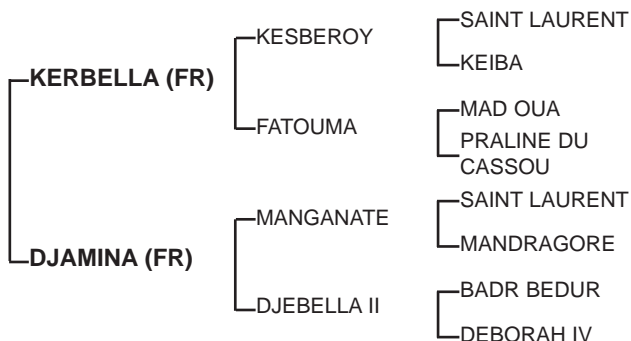 SAINT LAURENT
KESBEROY
KEIBA
KERBELLA (FR)
MAD OUA
FATOUMA
PRALINE DU
CASSOU
SAINT LAURENT
MANGANATE
MANDRAGORE
DJAMINA (FR)
BADR BEDUR
DJEBELLA II
DEBORAH IV